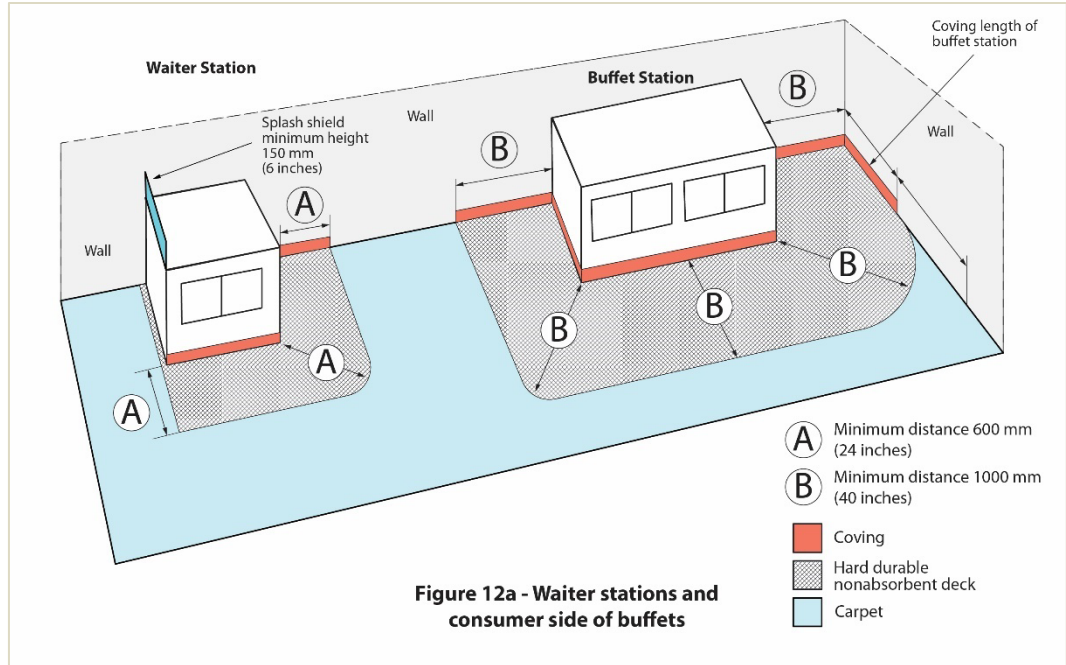 Waiter Station
Splash shield
minimum height
150 mm
(6 inches)
Wall
Wall
Buffet Station
Coving length of
buffet station
Wall
A
A
A
B
B
B
B
B
A Minimum distance 600 mm
(24 inches)
B Minimum distance 1000 mm
(40 inches)
Coving
Hard durable
nonabsorbent deck
Carpet
Figure 12a - Waiter stations and
consumer side of buffets